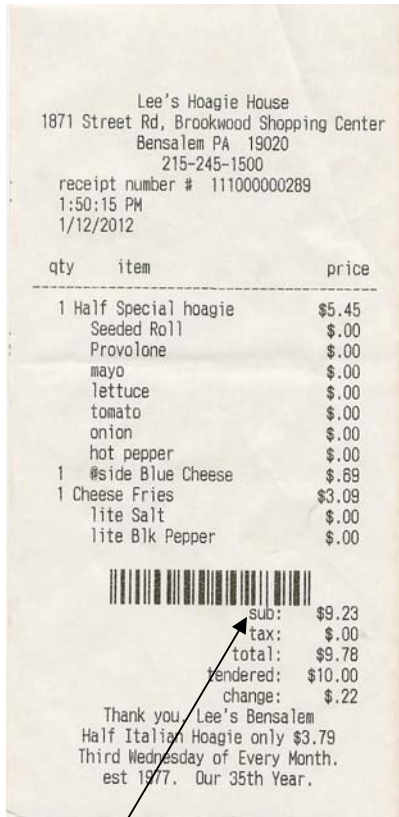 Lee's Hoagie House
1871 Street Rd, Brookwood Shopping Center
Bensalem PA 19020
215-245-1500
receipt number # 111000000289
1:50:15 PM
1/12/2012
qty item price
1 Half Special hoagie $5.45
Seeded Roll $.00
Provolone $.00
mayo $.00
lettuce $.00
tomato $.00
onion $.00
hot pepper $.00
1 @side Blue Cheese $.69
1 Cheese Fries $3.09
lite Salt $.00
lite Blk Pepper $.00
sub: $9.23
tax: $.00
total: $9.78
tendered: $10.00
change: $.22
Thank you, Lee's Bensalem
Half Italian Hoagie only $3.79
Third Wednesday of Every Month.
est 1977. Our 35th Year.